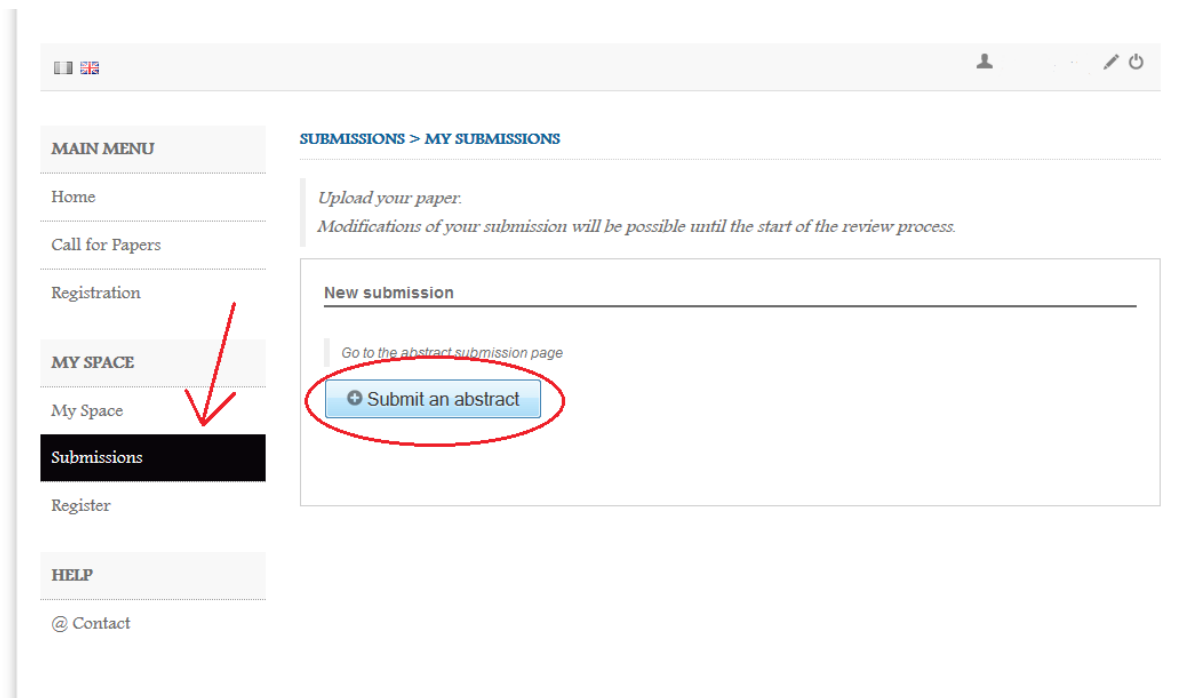 MAIN MENU
Home
Call for Papers
Registration
MY SPACE
My Space
Submissions
Register
HELP
@ Contact
SUBMISSIONS > MY SUBMISSIONS
Upload your paper.
Modifications of your submission will be possible until the start of the review process.
New submission
Go to the abstract submission page
Submit an abstract